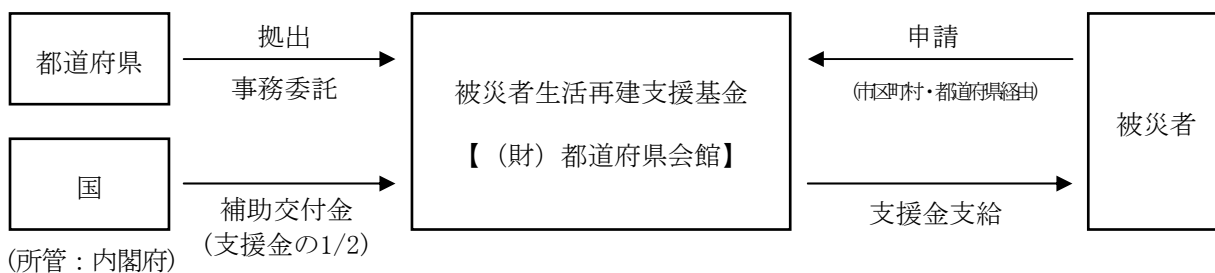 都道府県
拠出
事務委託
国
(所管：内閣府)
補助交付金
(支援金の1/2)
被災者生活再建支援基金
【（財）都道府県会館】
申請
(市区町村・都道府県経由)
支援金支給
被災者